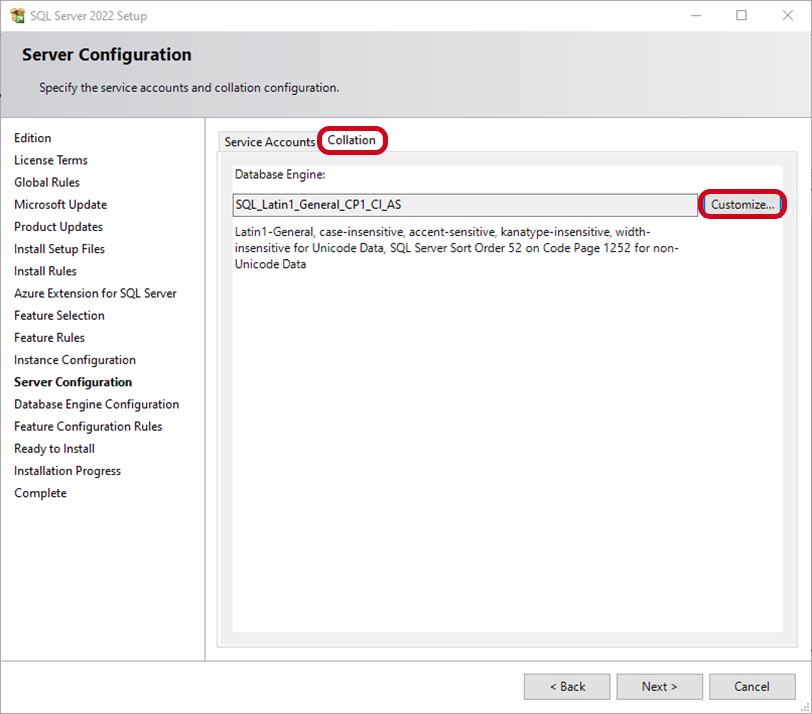 SQL Server 2022 Setup
Server Configuration
Specify the service accounts and collation configuration.
Edition
License Terms
Global Rules
Microsoft Update
Product Updates
Install Setup Files
Install Rules
Azure Extension for SQL Server
Feature Selection
Feature Rules
Instance Configuration
Server Configuration
Database Engine Configuration
Feature Configuration Rules
Ready to Install
Installation Progress
Complete
Service Accounts Collation
Database Engine:
SQL_Latin1_General_CP1_CI_AS Customize...
Latin1-General, case-insensitive, accent-sensitive, kanatype-insensitive, width-
insensitive for Unicode Data, SQL Server Sort Order 52 on Code Page 1252 for non-
Unicode Data
< Back Next > Cancel